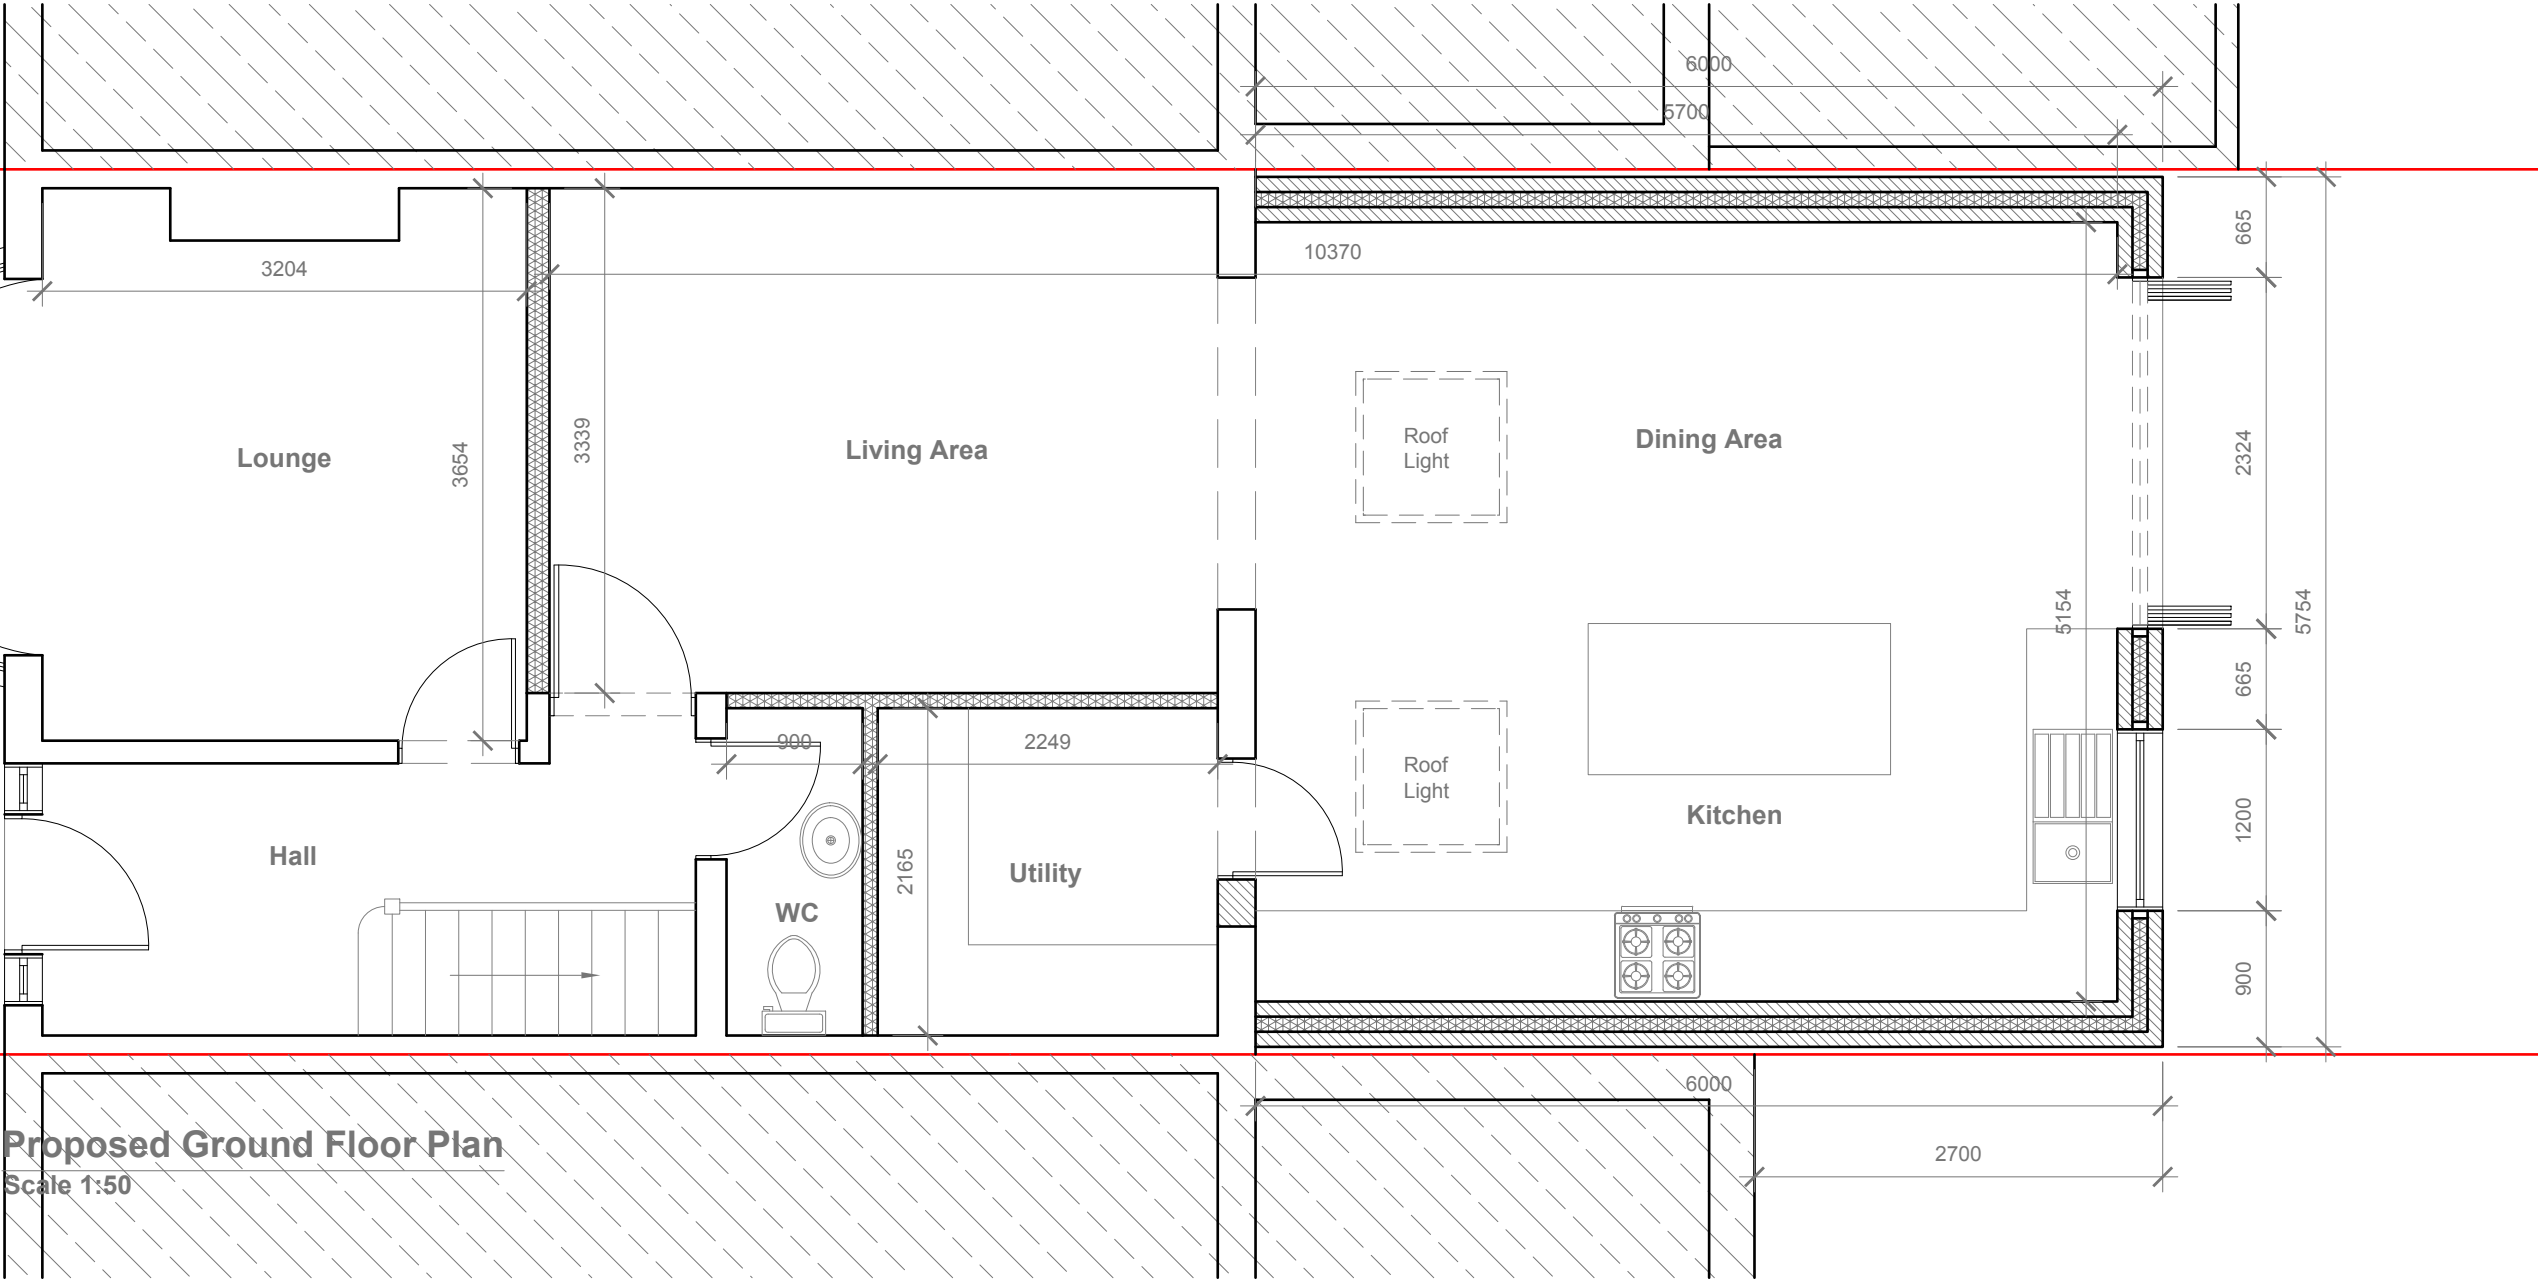 6000
5700
10370
3204
665
3339
3654
Lounge
Living Area
Roof
Light
Dining Area
2324
5154
5754
665
900
2249
Roof
Light
Kitchen
1200
Hall
2165
Utility
WC
900
6000
2700
Proposed Ground Floor Plan
Scale 1:50